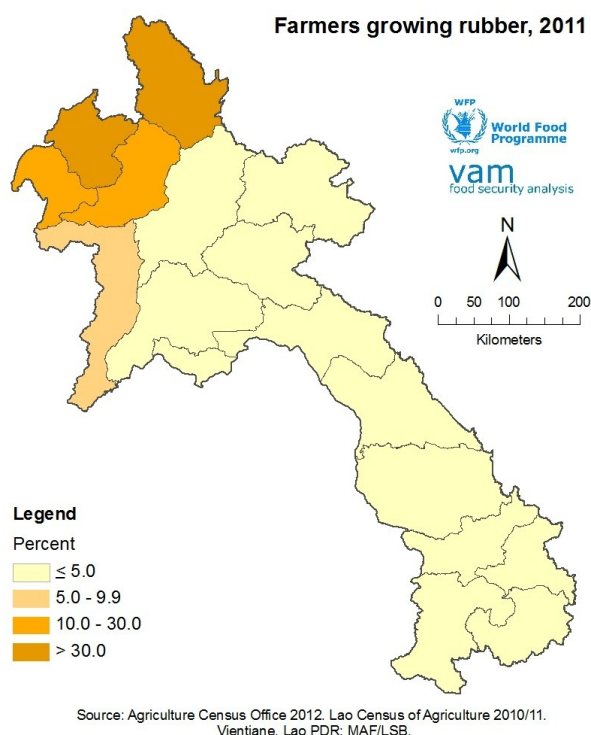 Farmers growing rubber, 2011
WFP
World Food
Programme
wfp.org
vam
food security analysis
N
0 50 100 200
Kilometers
Legend
Percent
≤ 5.0
5.0 - 9.9
10.0 - 30.0
> 30.0
Source: Agriculture Census Office 2012. Lao Census of Agriculture 2010/11.
Vientiane, Lao PDR: MAF/LSB.